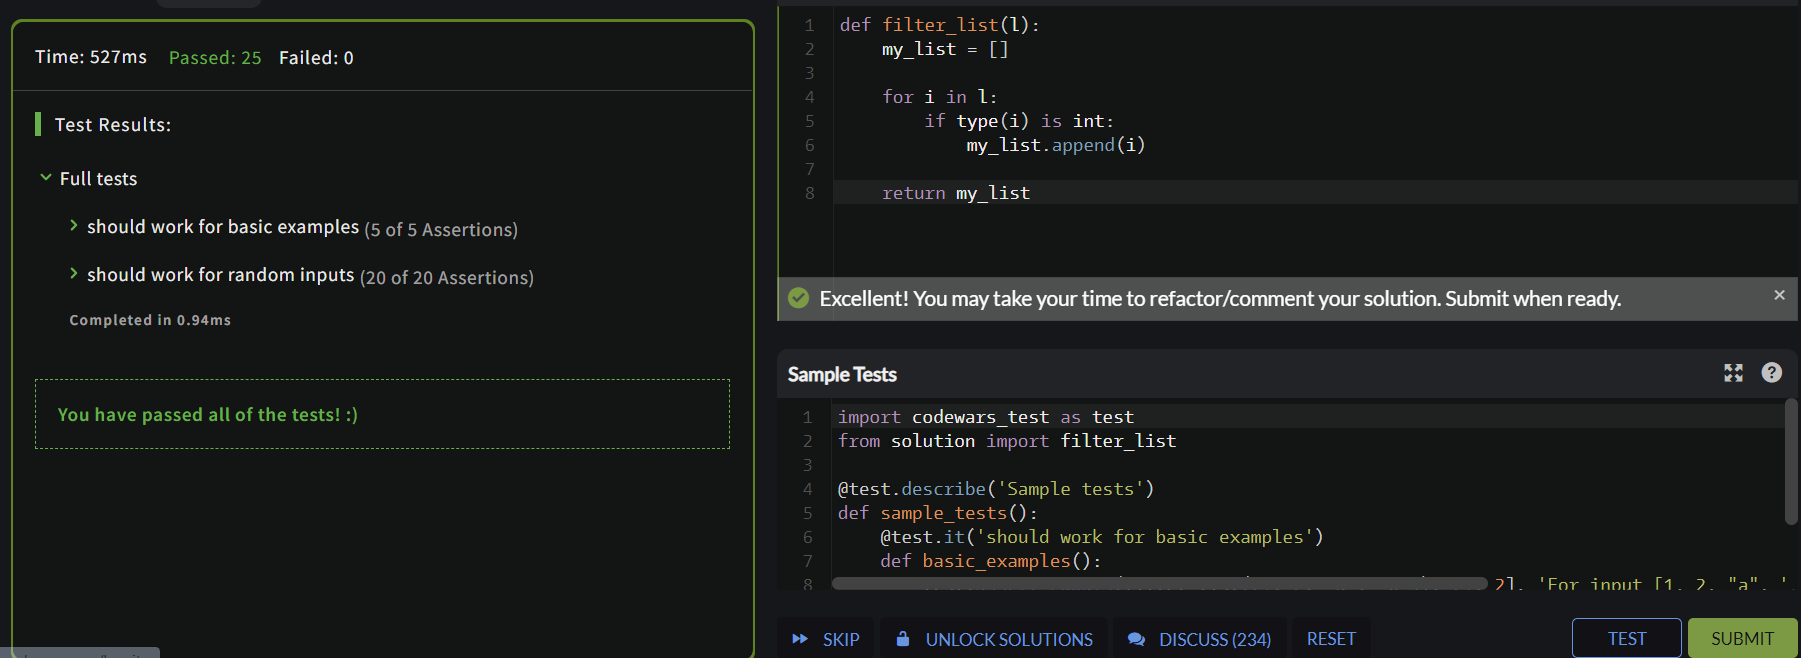 Time: 527ms Passed: 25 Failed: 0
Test Results:
Full tests
should work for basic examples (5 of 5 Assertions)
should work for random inputs (20 of 20 Assertions)
Completed in 0.94ms
You have passed all of the tests! :)
1 def filter_list(l):
2     my_list = []
3
4     for i in l:
5         if type(i) is int:
6             my_list.append(i)
7
8     return my_list
Excellent! You may take your time to refactor/comment your solution. Submit when ready.
Sample Tests
1 import codewars_test as test
2 from solution import filter_list
3
4 @test.describe('Sample tests')
5 def sample_tests():
6     @test.it('should work for basic examples')
7     def basic_examples():
8 2], 'For input [1, 2, "a", '
SKIP UNLOCK SOLUTIONS DISCUSS (234) RESET TEST SUBMIT